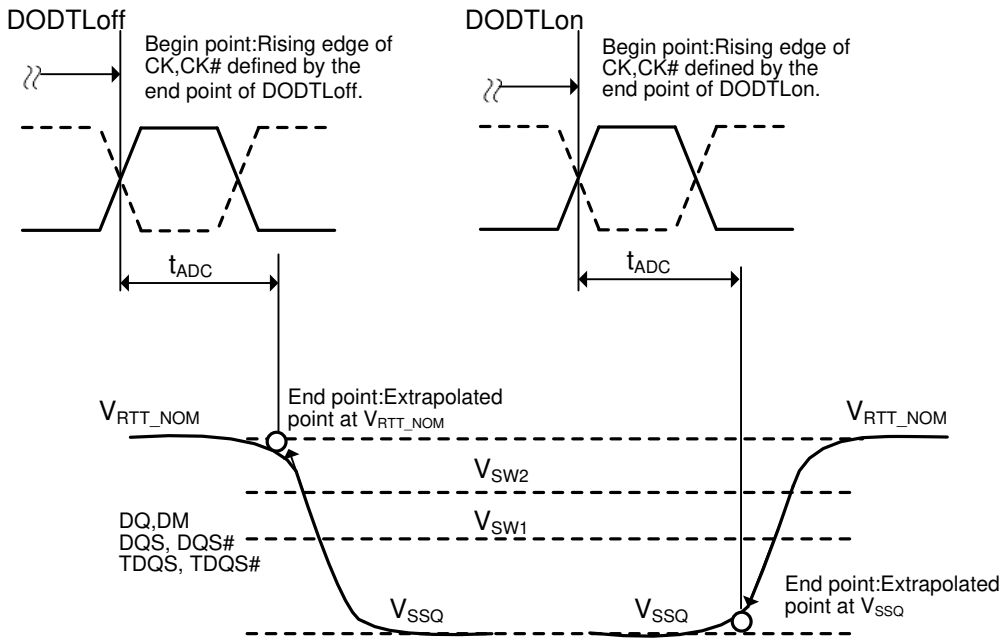 DODTLoff
DODTLon
Begin point:Rising edge of
CK,CK# defined by the
end point of DODTLoff.
Begin point:Rising edge of
CK,CK# defined by the
end point of DODTLon.
tADC
tADC
End point:Extrapolated
point at VRTT_NOM
VRTT_NOM
VRTT_NOM
VSW2
VSW1
DQ,DM
DQS, DQS#
TDQS, TDQS#
VSSQ
VSSQ
End point:Extrapolated
point at VSSQ